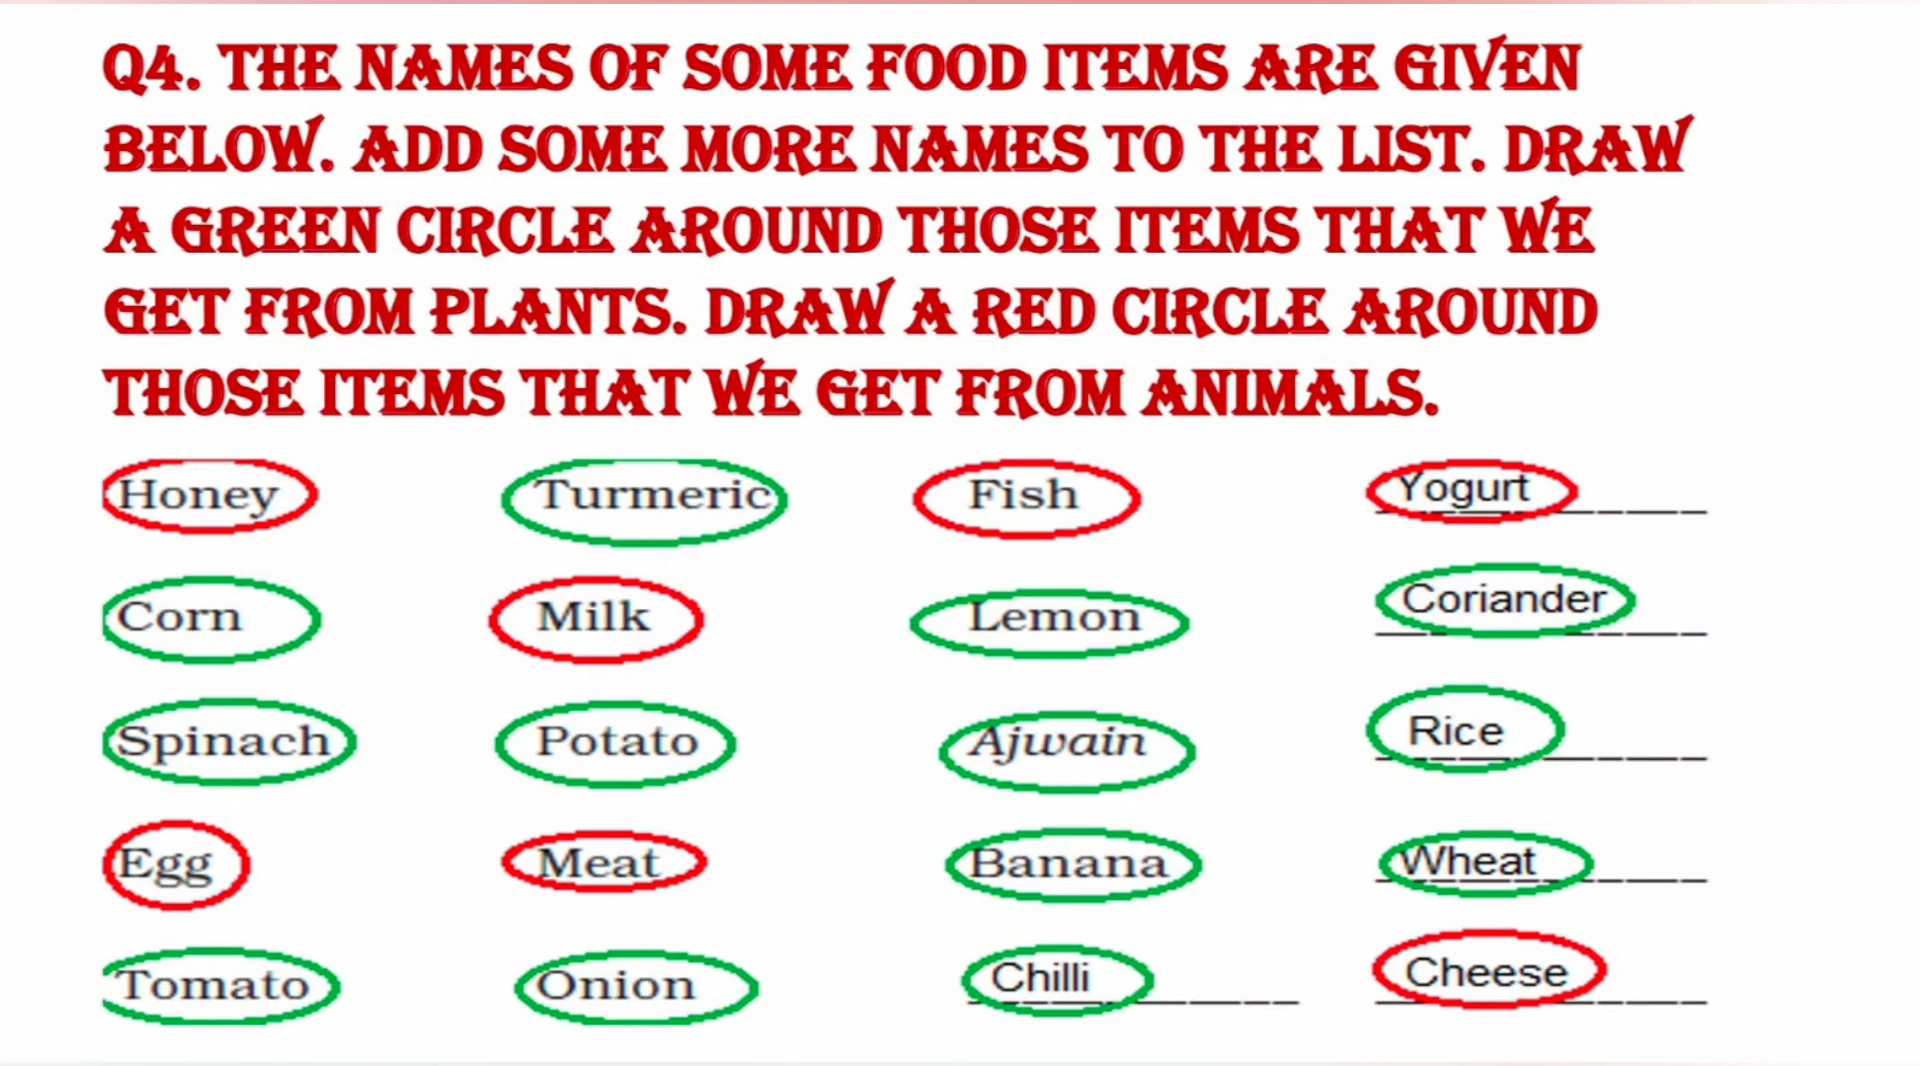 Q4. THE NAMES OF SOME FOOD ITEMS ARE GIVEN
BELOW. ADD SOME MORE NAMES TO THE LIST. DRAW
A GREEN CIRCLE AROUND THOSE ITEMS THAT WE
GET FROM PLANTS. DRAW A RED CIRCLE AROUND
THOSE ITEMS THAT WE GET FROM ANIMALS.
Honey Turmeric Fish Yogurt
Corn Milk Lemon Coriander
Spinach Potato Ajwain Rice
Egg Meat Banana Wheat
Tomato Onion Chilli Cheese